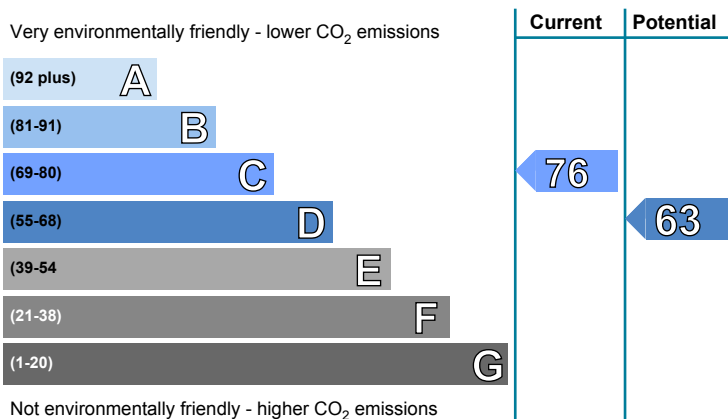 Current Potential
Very environmentally friendly - lower CO₂ emissions
(92 plus) A
(81-91) B
(69-80) C 76
(55-68) D 63
(39-54 E
(21-38) F
(1-20) G
Not environmentally friendly - higher CO₂ emissions